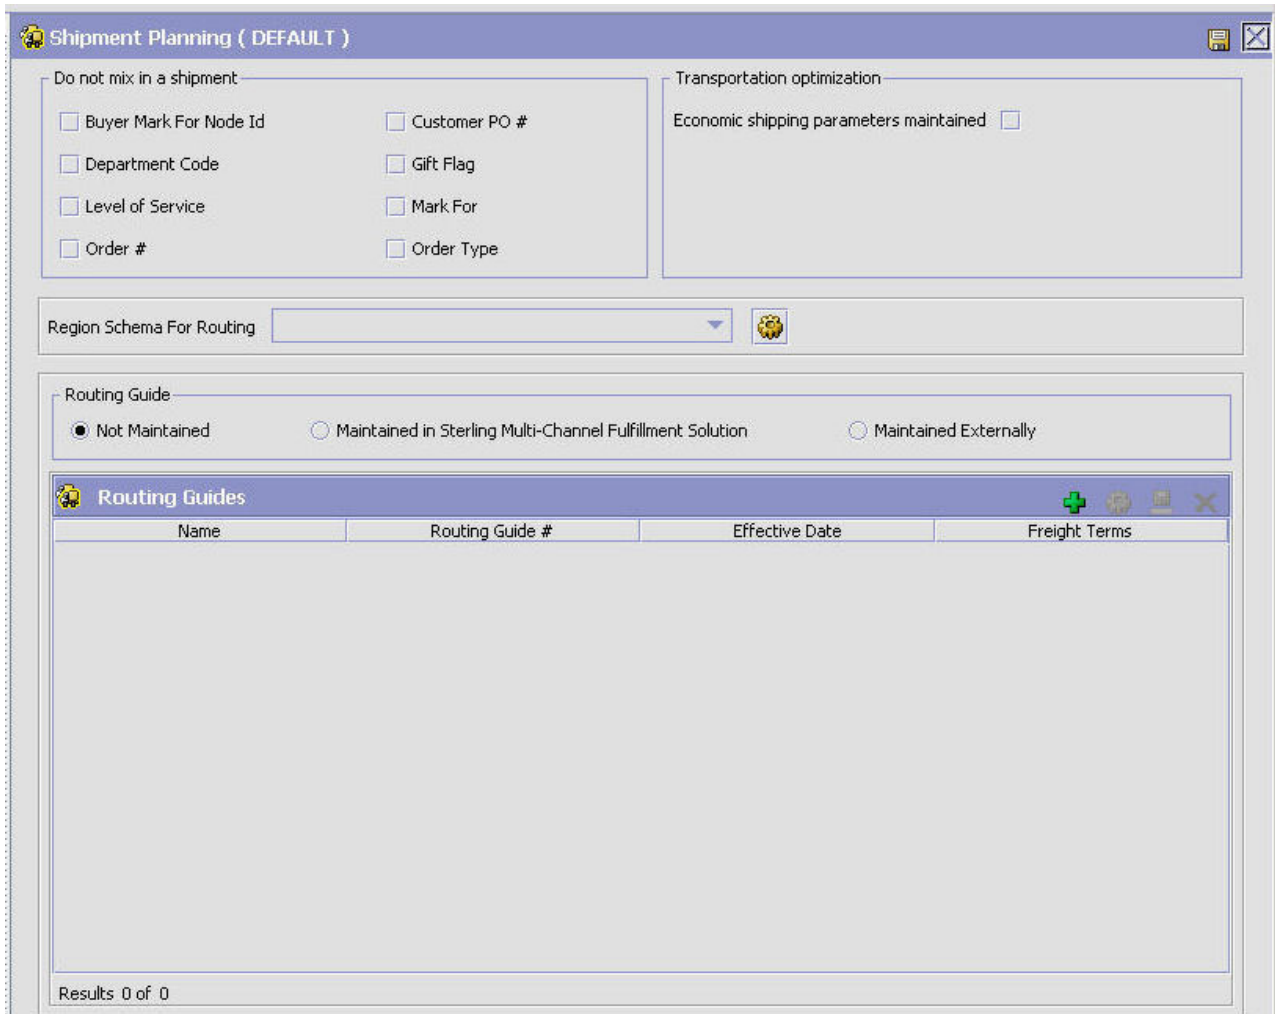 Shipment Planning ( DEFAULT )
Do not mix in a shipment
Buyer Mark For Node Id
Customer PO #
Department Code
Gift Flag
Level of Service
Mark For
Order #
Order Type
Transportation optimization
Economic shipping parameters maintained
Region Schema For Routing
Routing Guide
Not Maintained
Maintained in Sterling Multi-Channel Fulfillment Solution
Maintained Externally
Routing Guides
Name
Routing Guide #
Effective Date
Freight Terms
Results 0 of 0